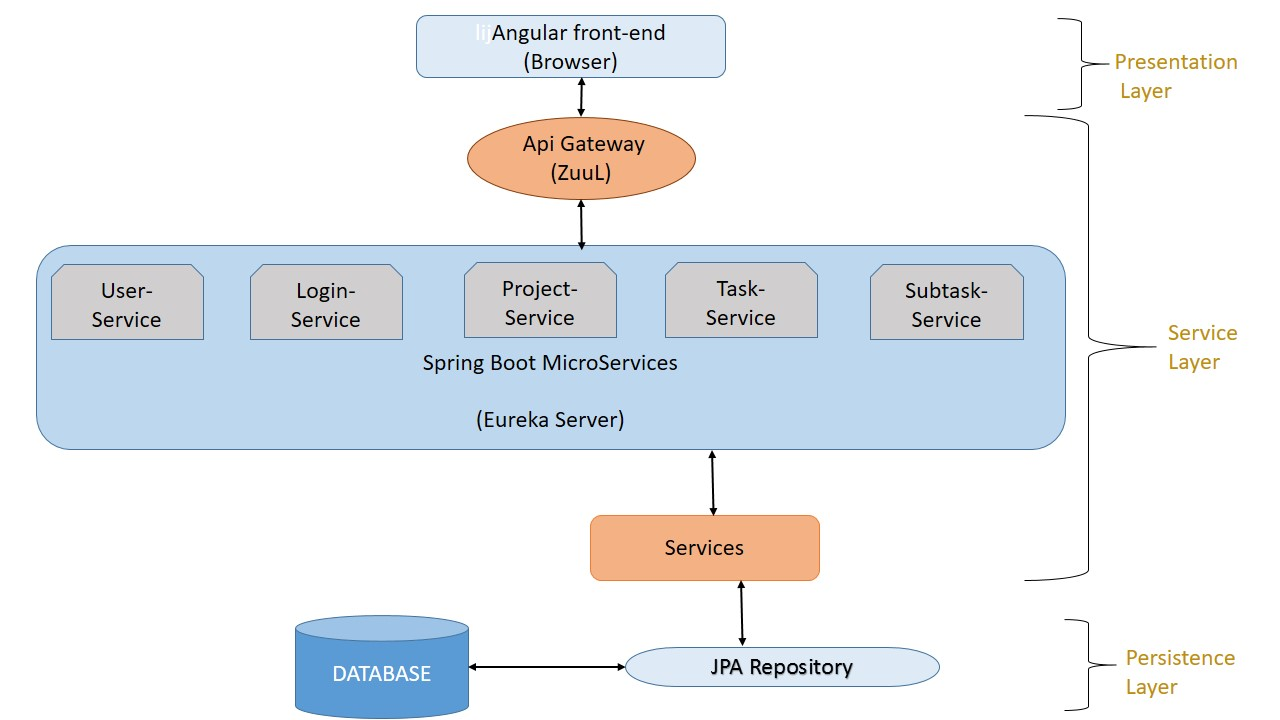 lijAngular front-end
(Browser)
Presentation
Layer
Api Gateway
(ZuuL)
User-
Service
Login-
Service
Project-
Service
Task-
Service
Subtask-
Service
Spring Boot MicroServices
(Eureka Server)
Service
Layer
Services
JPA Repository
DATABASE
Persistence
Layer